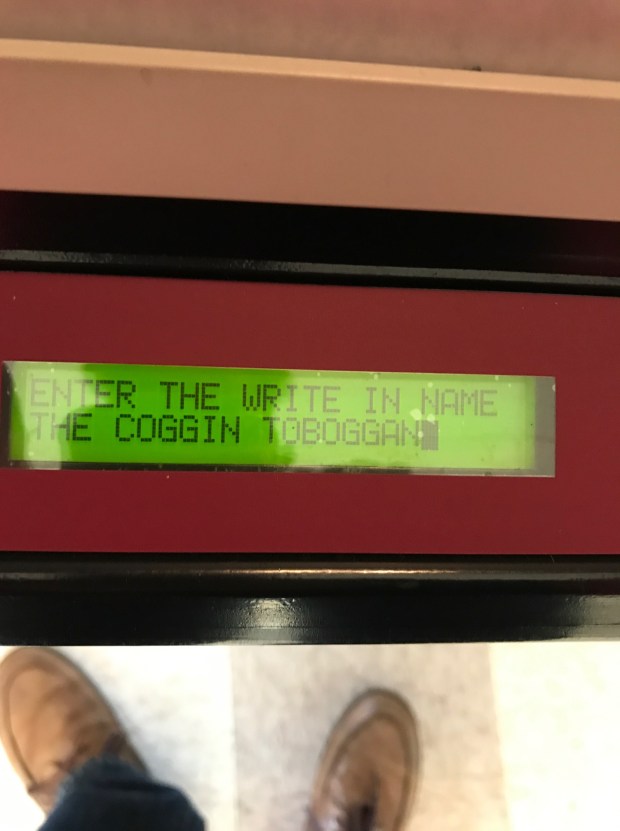 ENTER THE WRITE IN NAME
THE COGGIN TOBOGGAN